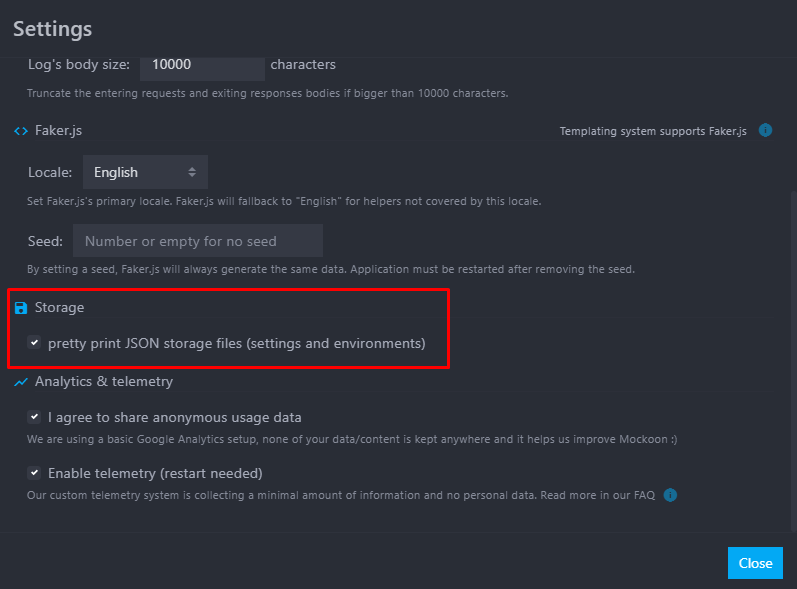 Settings
Log's body size: 10000 characters
Truncate the entering requests and exiting responses bodies if bigger than 10000 characters.
Faker.js Templating system supports Faker.js
Locale: English
Set Faker.js's primary locale. Faker.js will fallback to "English" for helpers not covered by this locale.
Seed: Number or empty for no seed
By setting a seed, Faker.js will always generate the same data. Application must be restarted after removing the seed.
Storage
pretty print JSON storage files (settings and environments)
Analytics & telemetry
I agree to share anonymous usage data
We are using a basic Google Analytics setup, none of your data/content is kept anywhere and it helps us improve Mockoon :)
Enable telemetry (restart needed)
Our custom telemetry system is collecting a minimal amount of information and no personal data. Read more in our FAQ
Close